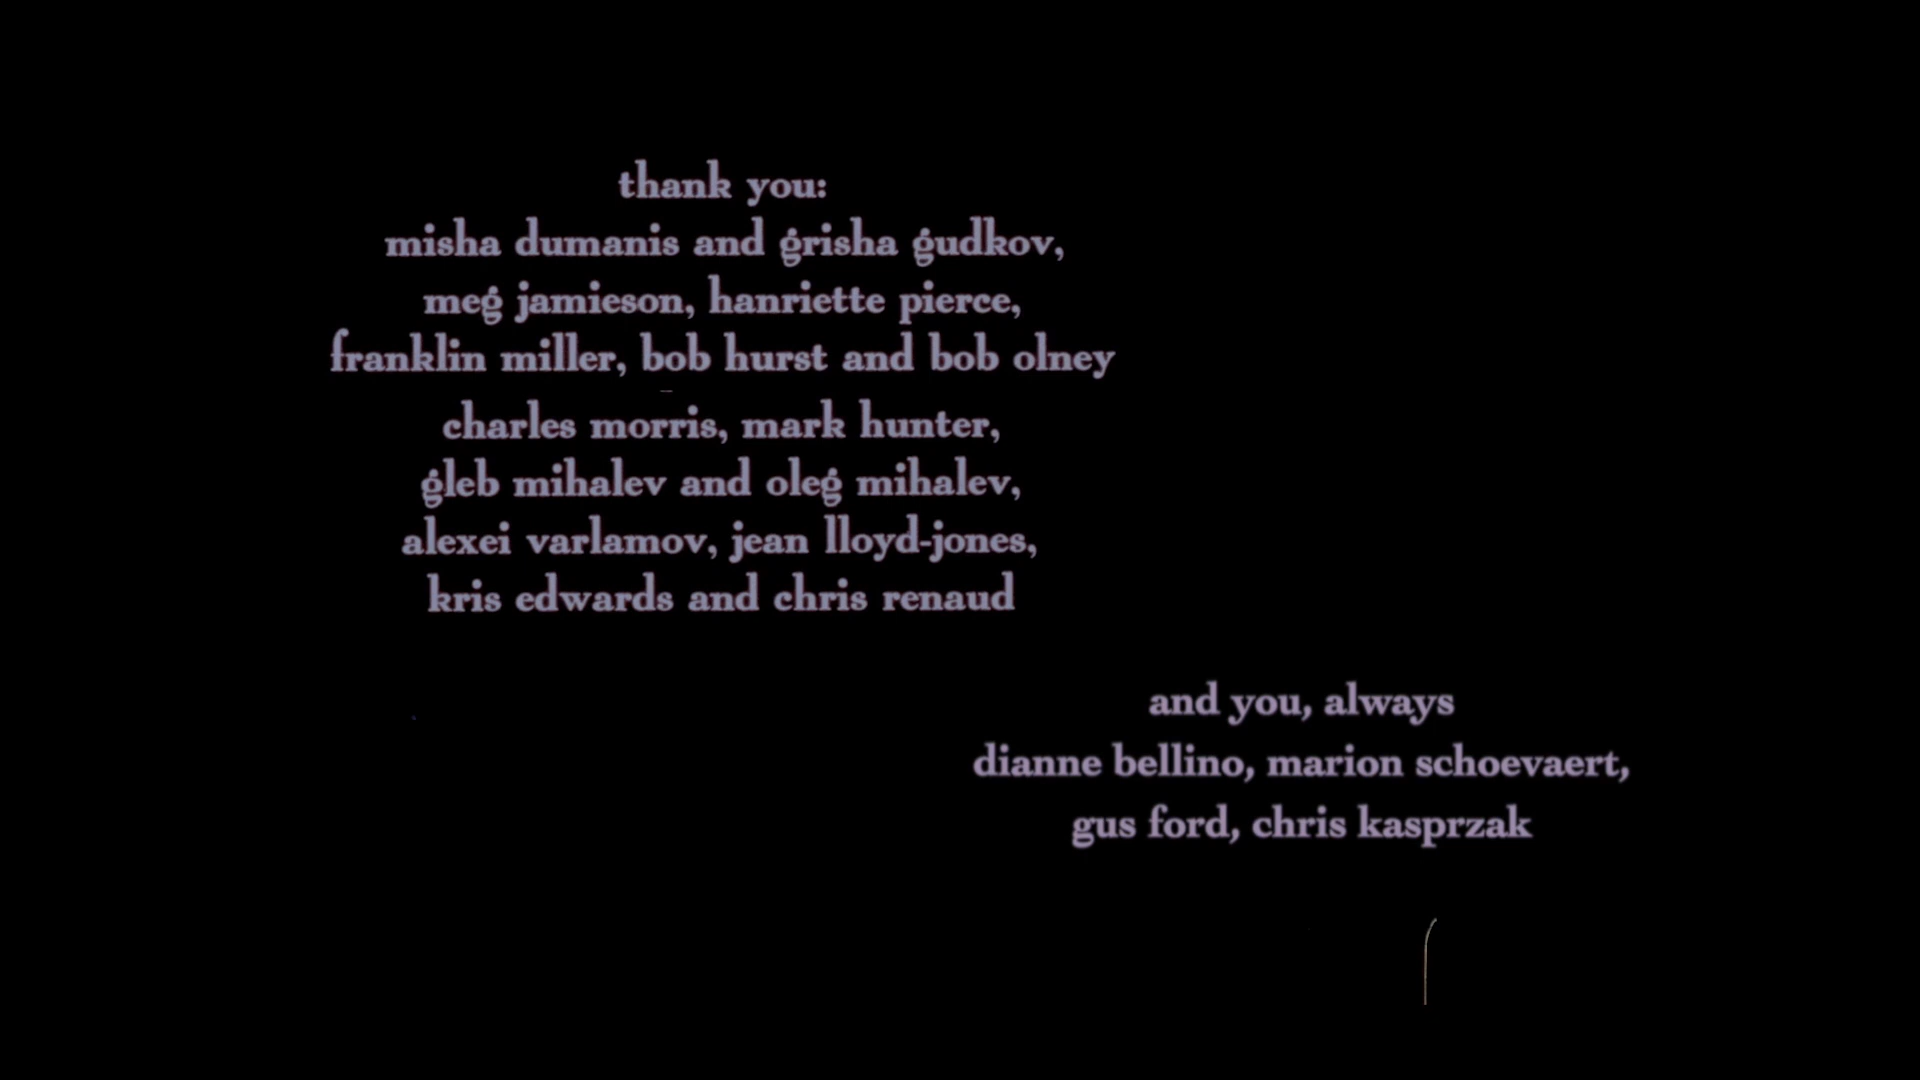 thank you:
misha dumanis and grisha gudkov,
meg jamieson, hanriette pierce,
franklin miller, bob hurst and bob olney
charles morris, mark hunter,
gleb mihalev and oleg mihalev,
alexei varlamov, jean lloyd-jones,
kris edwards and chris renaud
and you, always
dianne bellino, marion schoevaert,
gus ford, chris kasprzak